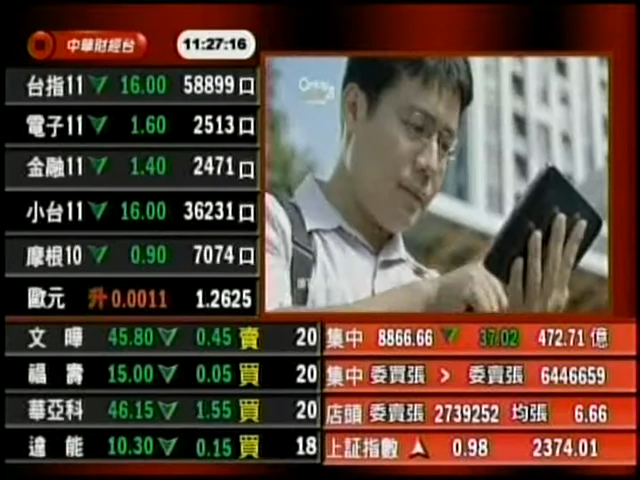 中華財經台 11:27:16
台指11 16.00 58899口
電子11 1.60 2513口
金融11 1.40 2471口
小台11 16.00 36231口
摩根10 0.90 7074口
歐元 升0.0011 1.2625
文曄 45.80 0.45 賣 20
福壽 15.00 0.05 買 20
華亞科 46.15 1.55 買 20
達能 10.30 0.15 買 18
集中 8866.66 37.02 472.71億
集中 委買張 > 委賣張 6446659
店頭 委賣張 2739252 均張 6.66
上証指數 0.98 2374.01